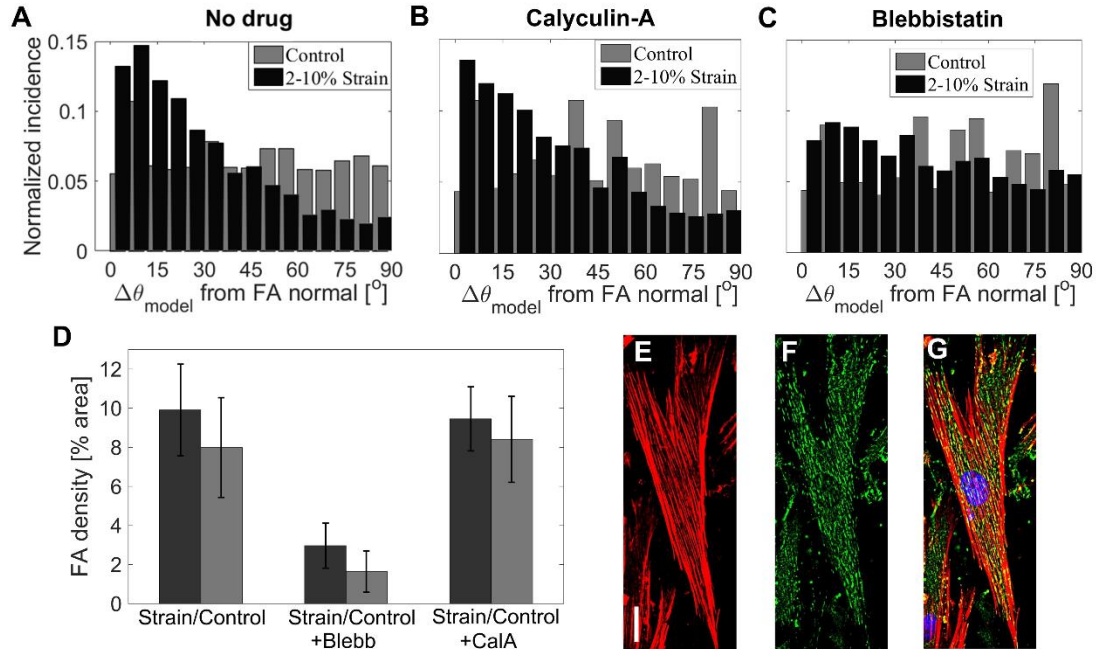 A
No drug
Normalized incidence
0.15
0.1
0.05
0
Control
2-10% Strain
0 15 30 45 60 75 90
Δθmodel from FA normal [°]
B
Calyculin-A
Control
2-10% Strain
0 15 30 45 60 75 90
Δθmodel from FA normal [°]
C
Blebbistatin
Control
2-10% Strain
0 15 30 45 60 75 90
Δθmodel from FA normal [°]
D
FA density [% area]
12
10
8
6
4
2
0
Strain/Control
Strain/Control
+Blebb
Strain/Control
+CalA
E
F
G